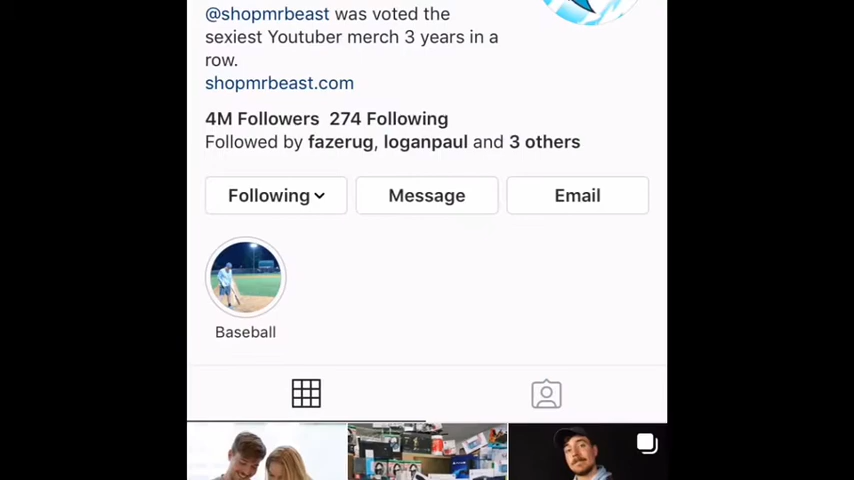 @shopmrbeast was voted the
sexiest Youtuber merch 3 years in a
row.
shopmrbeast.com
4M Followers 274 Following
Followed by fazerug, loganpaul and 3 others
Following Message Email
Baseball